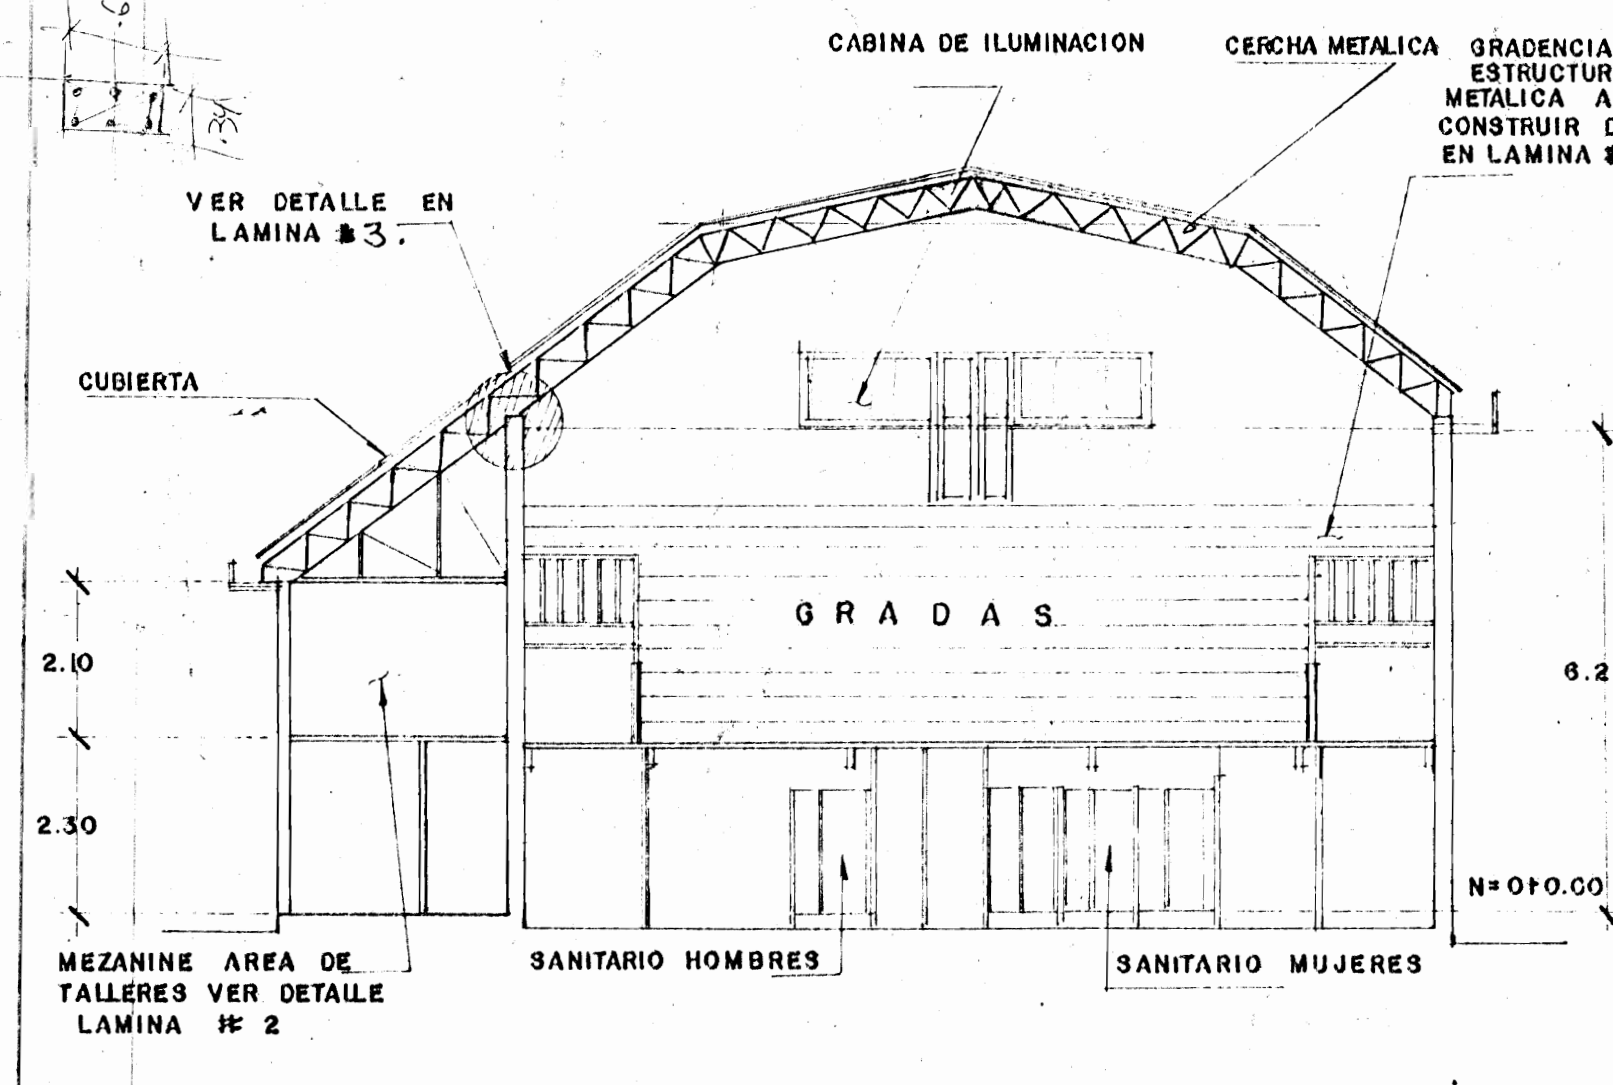 CABINA DE ILUMINACION
CERCHA METALICA
GRADENCIA
ESTRUCTUR
METALICA A
CONSTRUIR D
EN LAMINA #
VER DETALLE EN
LAMINA #3.
CUBIERTA
GRADAS
2.10
2.30
6.2
N=0+0.00
MEZANINE AREA DE
TALLERES VER DETALLE
LAMINA # 2
SANITARIO HOMBRES
SANITARIO MUJERES